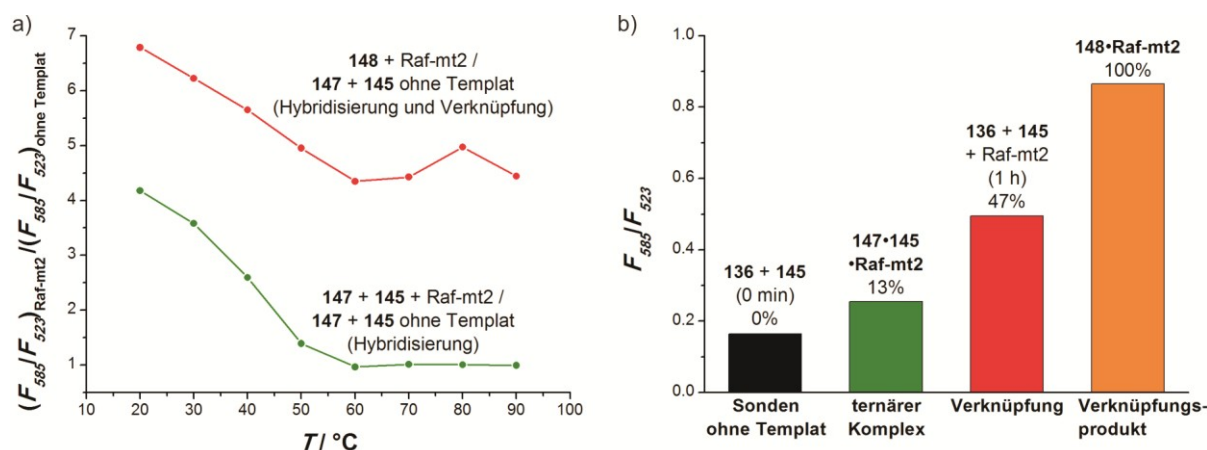 a)
(F585/F523)Raf-mt2 /(F585/F523)ohne Templat
7
6
5
4
3
2
1
148 + Raf-mt2 /
147 + 145 ohne Templat
(Hybridisierung und Verknüpfung)
147 + 145 + Raf-mt2 /
147 + 145 ohne Templat
(Hybridisierung)
10 20 30 40 50 60 70 80 90 100
T / °C
b)
F585/F523
1.0
0.8
0.6
0.4
0.2
0.0
136 + 145
(0 min)
0%
147•145
•Raf-mt2
13%
136 + 145
+ Raf-mt2
(1 h)
47%
148•Raf-mt2
100%
Sonden
ohne Templat
ternärer
Komplex
Verknüpfung
Verknüpfungs-
produkt